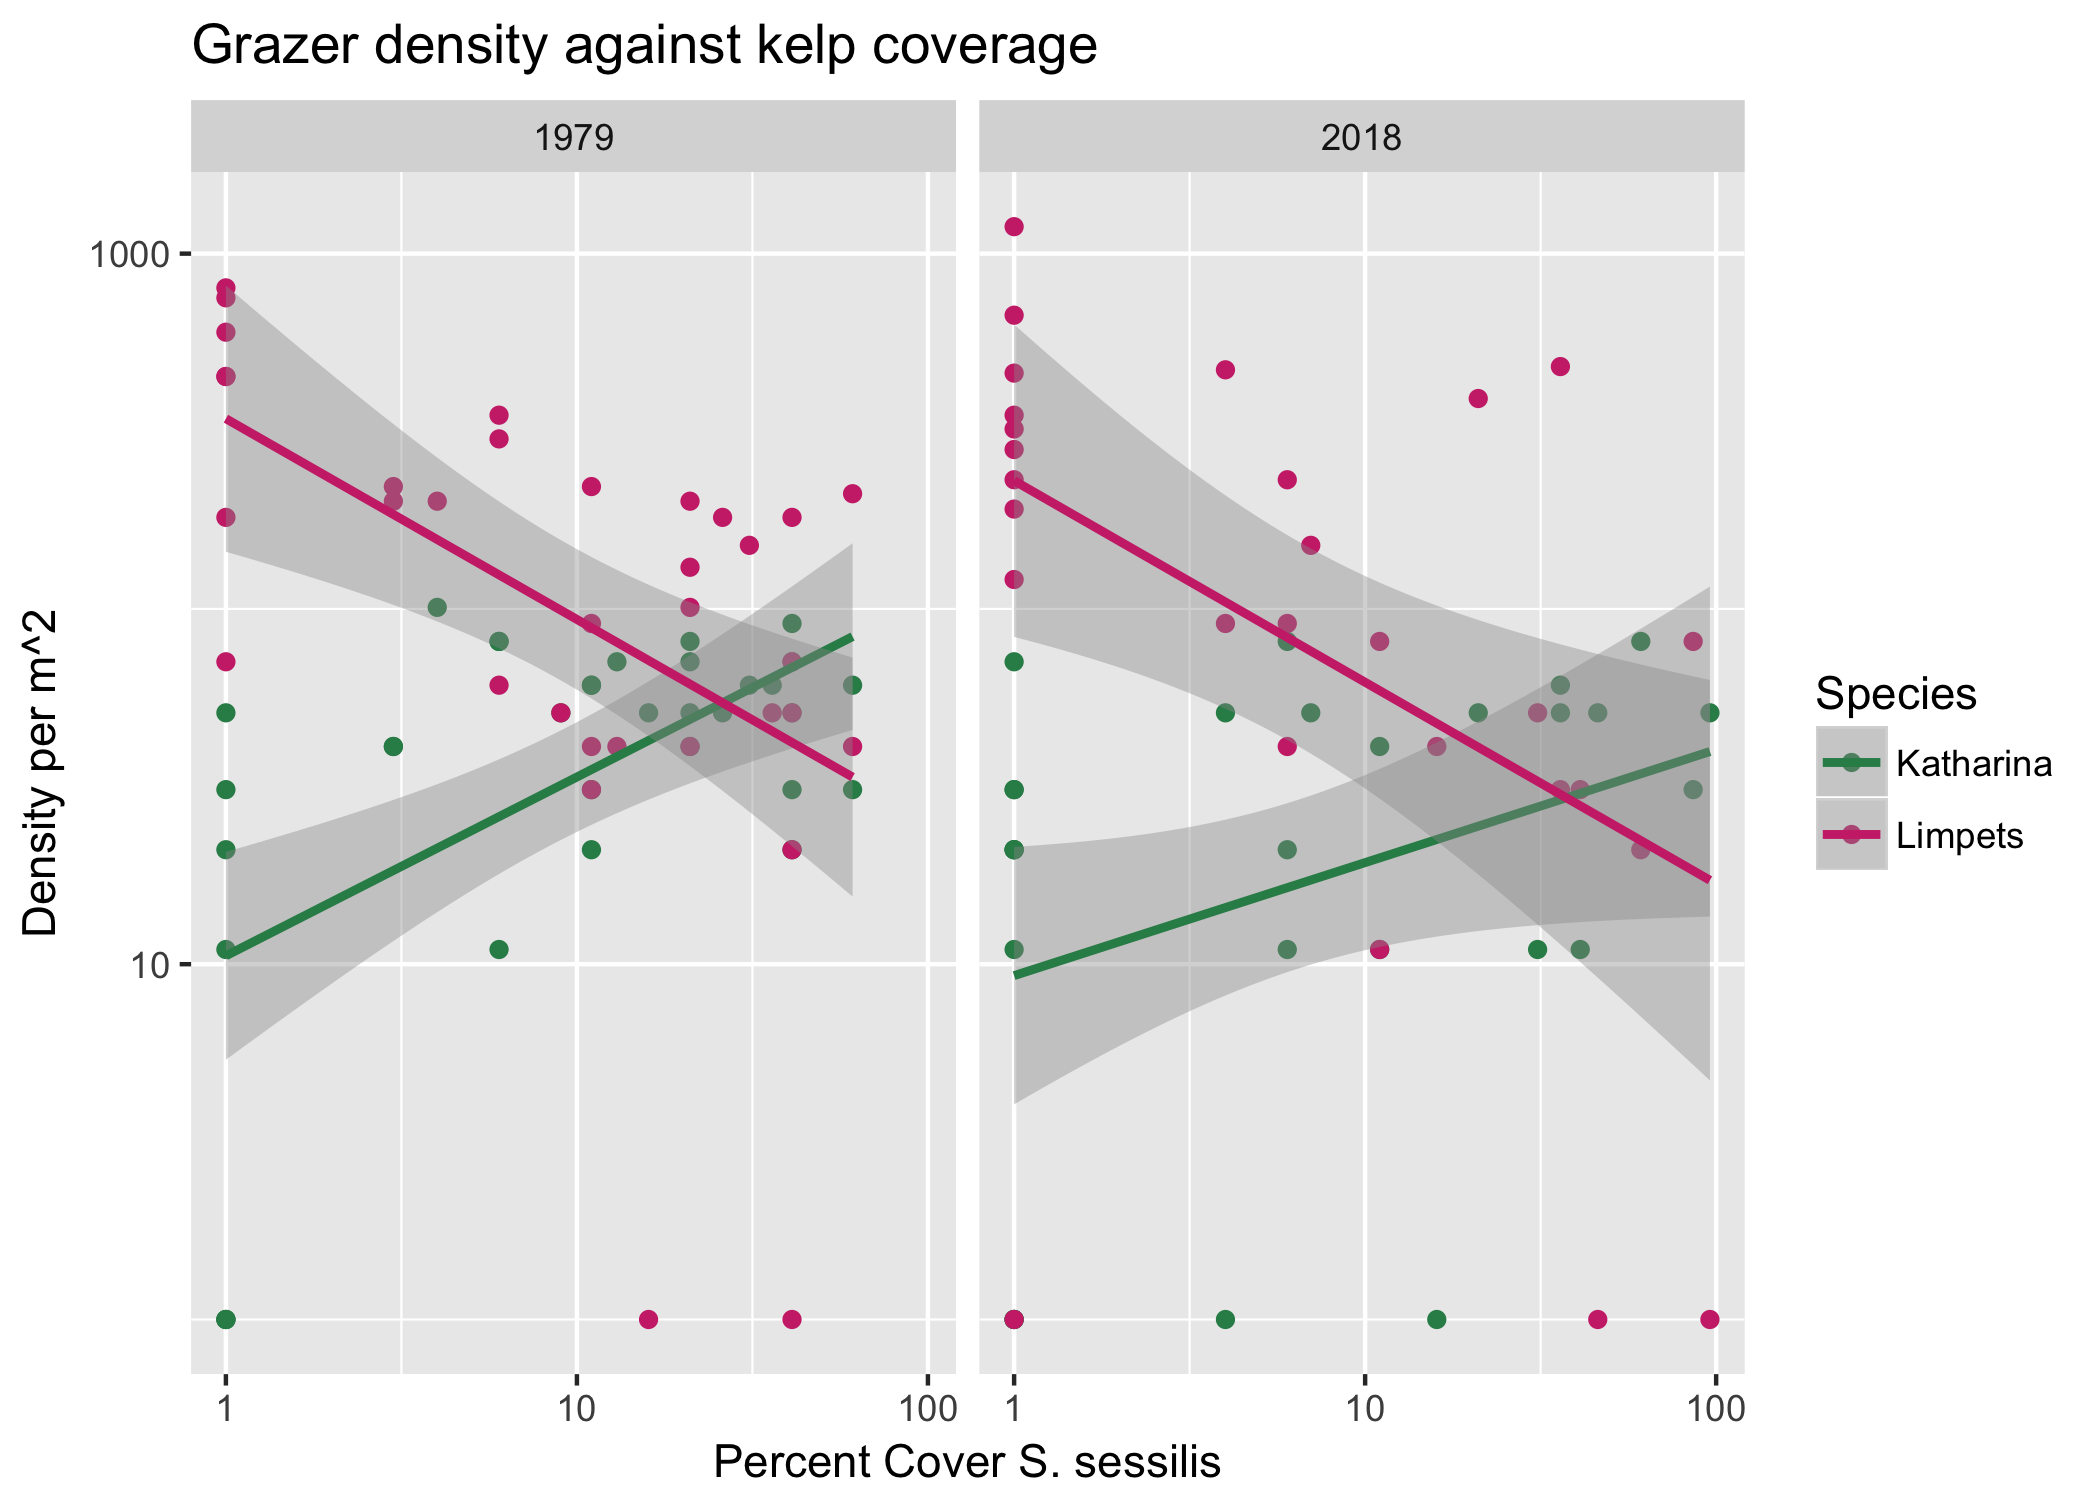 Grazer density against kelp coverage
1979
2018
1000
10
Density per m^2
1
10
100
1
10
100
Percent Cover S. sessilis
Species
Katharina
Limpets